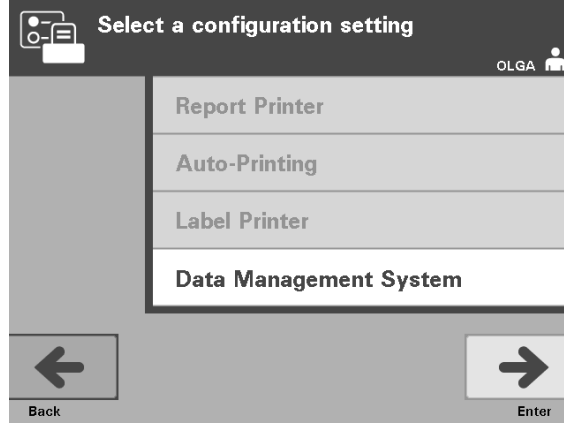 Select a configuration setting
OLGA
Report Printer
Auto-Printing
Label Printer
Data Management System
Back
Enter